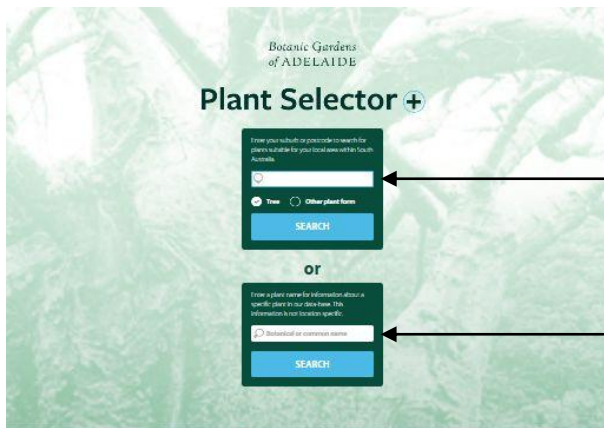 Botanic Gardens
of ADELAIDE
Plant Selector +
Enter your suburb or postcode to search for
plants suitable for your local area within South
Australia.
Tree Other plant form
SEARCH
or
Enter a plant name for information about a
specific plant in our data-base. This
information is not location specific.
Botanical or common name
SEARCH